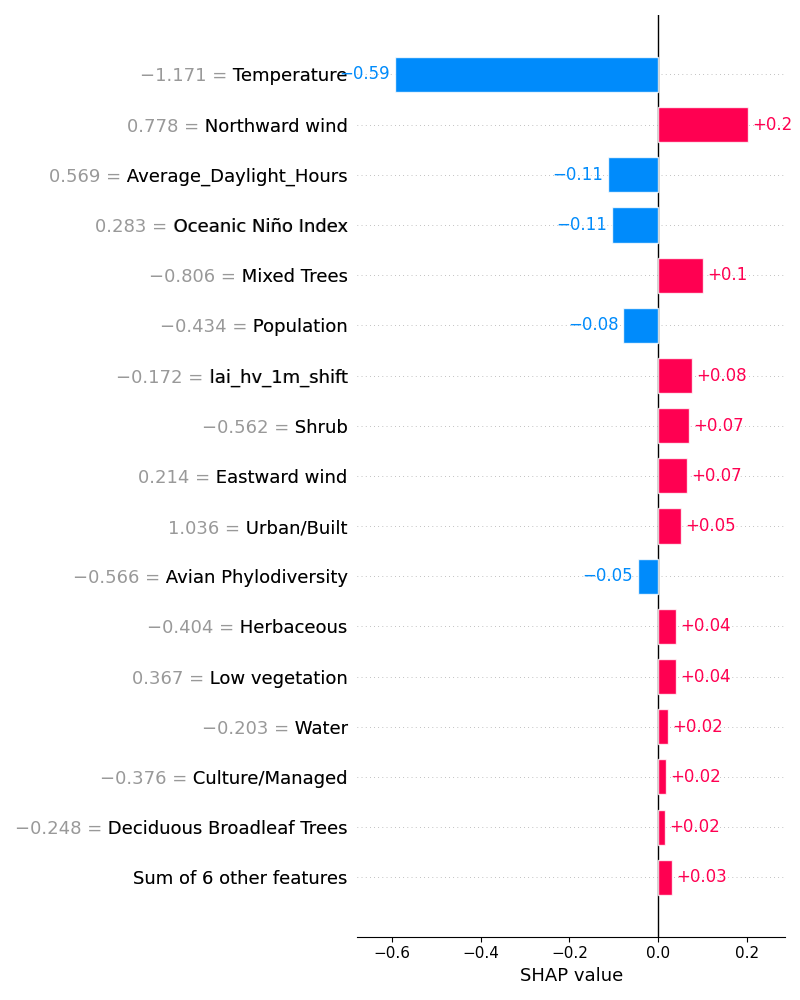 −1.171 = Temperature −0.59
0.778 = Northward wind +0.2
0.569 = Average_Daylight_Hours −0.11
0.283 = Oceanic Niño Index −0.11
−0.806 = Mixed Trees +0.1
−0.434 = Population −0.08
−0.172 = lai_hv_1m_shift +0.08
−0.562 = Shrub +0.07
0.214 = Eastward wind +0.07
1.036 = Urban/Built +0.05
−0.566 = Avian Phylodiversity −0.05
−0.404 = Herbaceous +0.04
0.367 = Low vegetation +0.04
−0.203 = Water +0.02
−0.376 = Culture/Managed +0.02
−0.248 = Deciduous Broadleaf Trees +0.02
Sum of 6 other features +0.03
−0.6 −0.4 −0.2 0.0 0.2
SHAP value